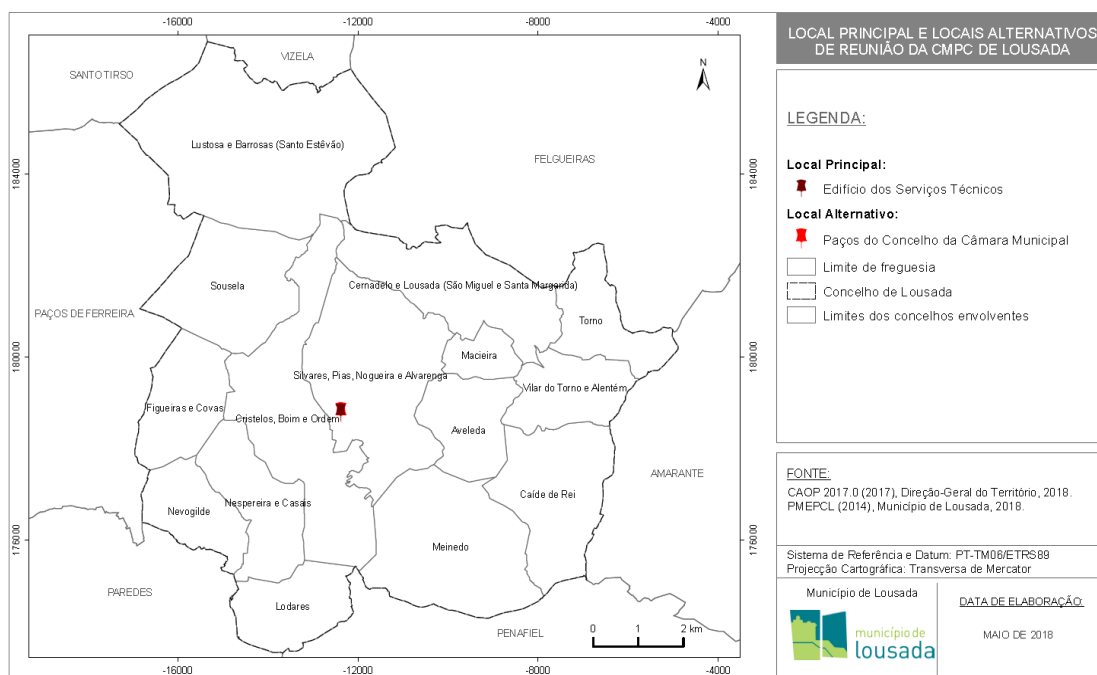 -16000
-12000
-8000
-4000
LOCAL PRINCIPAL E LOCAIS ALTERNATIVOS
DE REUNIÃO DA CMPC DE LOUSADA
VIZELA
SANTO TIRSO
N
Lustosa e Barrosas (Santo Estêvão)
FELGUEIRAS
184000
184000
Sousela
Cernadelo e Lousada (São Miguel e Santa Margarida)
PAÇOS DE FERREIRA
Torno
180000
180000
Macieira
Silvares, Pias, Nogueira e Alvarenga
Vilar do Torno e Alentém
Figueiras e Covas
Cristelos, Boim e Ordem
Aveleda
AMARANTE
Caíde de Rei
Nespereira e Casais
Nevogilde
176000
176000
Meinedo
PAREDES
Lodares
PENAFIEL
0 1 2 km
-16000
-12000
-8000
-4000
LEGENDA:
Local Principal:
Edifício dos Serviços Técnicos
Local Alternativo:
Paços do Concelho da Câmara Municipal
Limite de freguesia
Concelho de Lousada
Limites dos concelhos envolventes
FONTE:
CAOP 2017.0 (2017), Direção-Geral do Território, 2018.
PMEPCL (2014), Município de Lousada, 2018.
Sistema de Referência e Datum: PT-TM06/ETRS89
Projecção Cartográfica: Transversa de Mercator
Município de Lousada
município de
lousada
DATA DE ELABORAÇÃO:
MAIO DE 2018